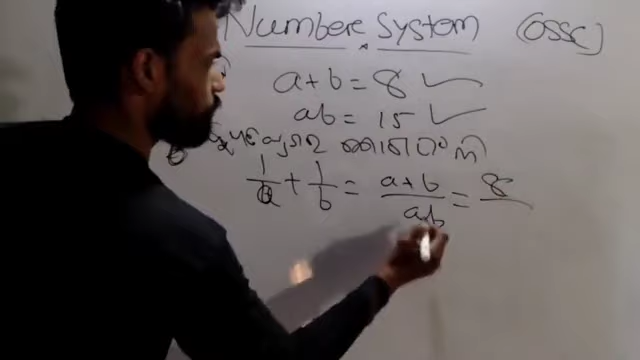 Number System (OSSC)
a+b = 8 ✓
ab = 15 ✓
1/a + 1/b = a+b/ab = 8